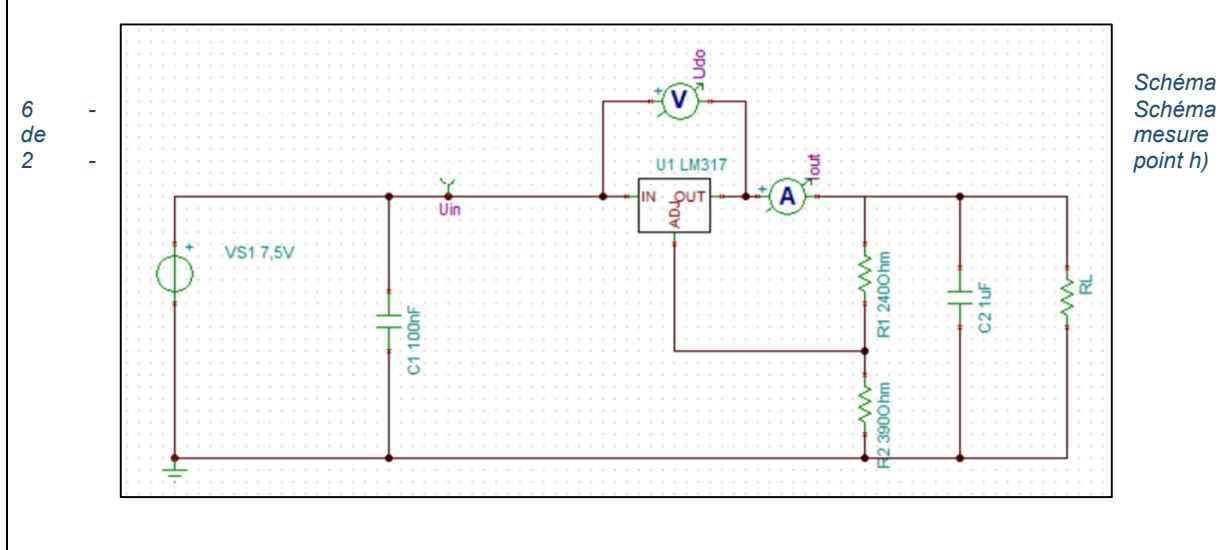 Schéma
6 - Schéma
de mesure
2 - point h)
Udo
+ V
U1 LM317
Iout
+ A
IN OUT
ADJ
Uin
+
VS1 7,5V
C1 100nF
R1 240Ohm
R2 390Ohm
C2 1uF
RL